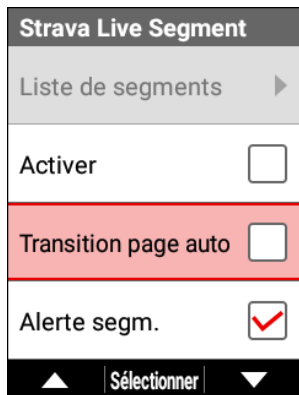 Strava Live Segment
Liste de segments
Activer
Transition page auto
Alerte segm.
Sélectionner